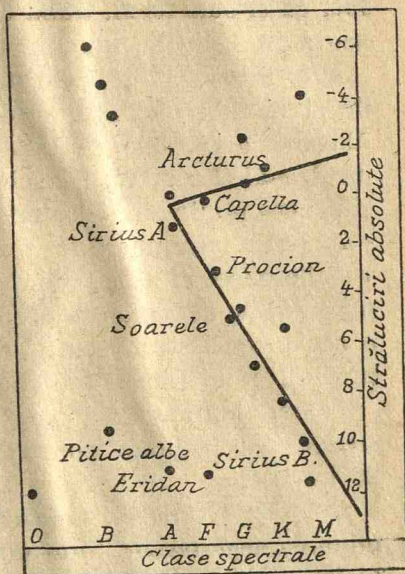 -6
-4
-2
Arcturus
0
Capella
Sirius A
2
Procion
4
Soarele
6
8
Pitice albe
10
Sirius B.
Eridan
12
O B A F G K M
Clase spectrale
Străluciri absolute